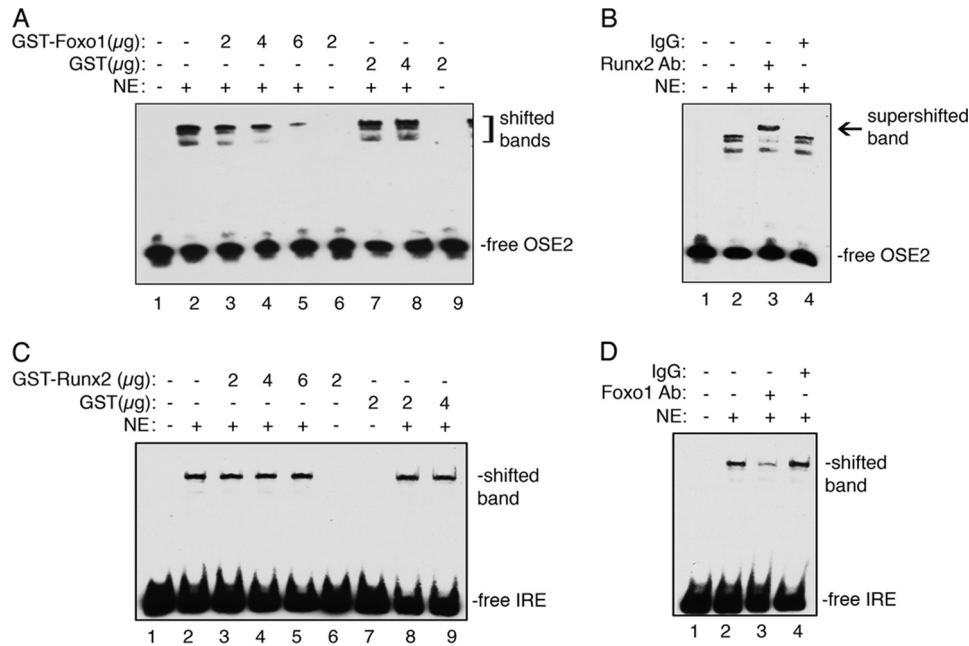 A
GST-Foxo1(µg): - - 2 4 6 2 - - -
GST(µg): - - - - - - 2 4 2
NE: - + + + + - + + -
shifted
bands
-free OSE2
1 2 3 4 5 6 7 8 9
B
IgG: - - - +
Runx2 Ab: - - + -
NE: - + + +
supershifted
band
-free OSE2
1 2 3 4
C
GST-Runx2 (µg): - - 2 4 6 2 - - -
GST(µg): - - - - - - 2 2 4
NE: - + + + + - - + +
-shifted
band
-free IRE
1 2 3 4 5 6 7 8 9
D
IgG: - - - +
Foxo1 Ab: - - + -
NE: - + + +
-shifted
band
-free IRE
1 2 3 4